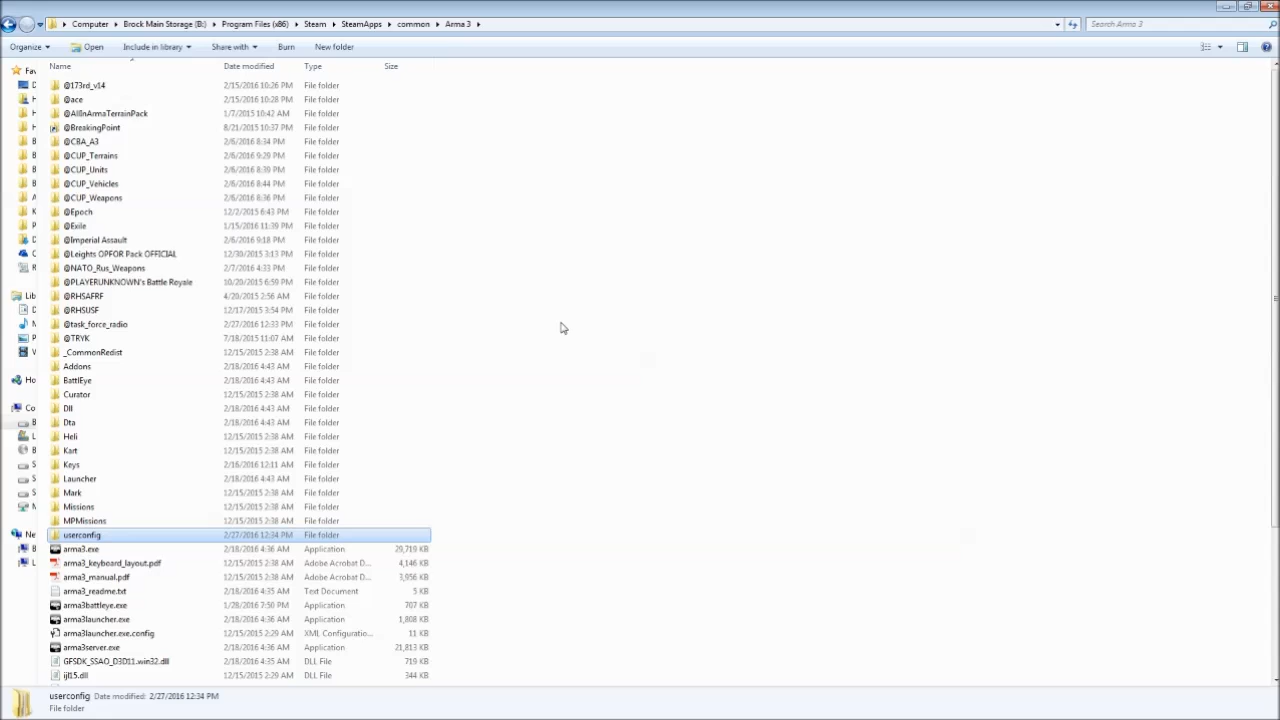 Computer ▸ Brock Main Storage (B:) ▸ Program Files (x86) ▸ Steam ▸ SteamApps ▸ common ▸ Arma 3 ▸ Search Arma 3
Organize ▾ Open Include in library ▾ Share with ▾ Burn New folder
Name Date modified Type Size
Fav @173rd_v14 2/15/2016 10:26 PM File folder
D @ace 2/15/2016 10:28 PM File folder
H @AllInArmaTerrainPack 1/7/2015 10:42 AM File folder
H @BreakingPoint 8/21/2015 10:37 PM File folder
B @CBA_A3 2/6/2016 8:34 PM File folder
B @CUP_Terrains 2/6/2016 9:29 PM File folder
B @CUP_Units 2/6/2016 8:39 PM File folder
B @CUP_Vehicles 2/6/2016 8:44 PM File folder
A @CUP_Weapons 2/6/2016 8:36 PM File folder
K @Epoch 12/2/2015 6:43 PM File folder
P @Exile 1/15/2016 11:39 PM File folder
D @Imperial Assault 2/6/2016 9:18 PM File folder
C @Leights OPFOR Pack OFFICIAL 12/30/2015 3:13 PM File folder
R @NATO_Rus_Weapons 2/7/2016 4:33 PM File folder
@PLAYERUNKNOWN's Battle Royale 10/20/2015 6:59 PM File folder
Lib @RHSAFRF 4/20/2015 2:56 AM File folder
D @RHSUSF 12/17/2015 3:54 PM File folder
@task_force_radio 2/27/2016 12:33 PM File folder
P @TRYK 7/18/2015 11:07 AM File folder
V _CommonRedist 12/15/2015 2:38 AM File folder
Addons 2/18/2016 4:43 AM File folder
Ho BattlEye 2/18/2016 4:43 AM File folder
Curator 12/15/2015 2:38 AM File folder
Co Dll 2/18/2016 4:43 AM File folder
Dta 2/18/2016 4:43 AM File folder
L Heli 12/15/2015 2:38 AM File folder
B Kart 12/15/2015 2:38 AM File folder
S Keys 2/16/2016 12:11 AM File folder
S Launcher 2/18/2016 4:43 AM File folder
S Mark 12/15/2015 2:38 AM File folder
Missions 12/15/2015 2:38 AM File folder
MPMissions 12/15/2015 2:38 AM File folder
Ne userconfig 2/27/2016 12:34 PM File folder
B arma3.exe 2/18/2016 4:36 AM Application 29,719 KB
L arma3_keyboard_layout.pdf 12/15/2015 2:38 AM Adobe Acrobat D... 4,146 KB
arma3_manual.pdf 12/15/2015 2:38 AM Adobe Acrobat D... 3,956 KB
arma3_readme.txt 2/18/2016 4:35 AM Text Document 5 KB
arma3battleye.exe 1/28/2016 7:50 PM Application 707 KB
arma3launcher.exe 2/18/2016 4:36 AM Application 1,808 KB
arma3launcher.exe.config 12/15/2015 2:29 AM XML Configuratio... 11 KB
arma3server.exe 2/18/2016 4:36 AM Application 21,813 KB
GFSDK_SSAO_D3D11.win32.dll 2/18/2016 4:35 AM DLL File 719 KB
ijl15.dll 12/15/2015 2:29 AM DLL File 344 KB
userconfig Date modified: 2/27/2016 12:34 PM
File folder